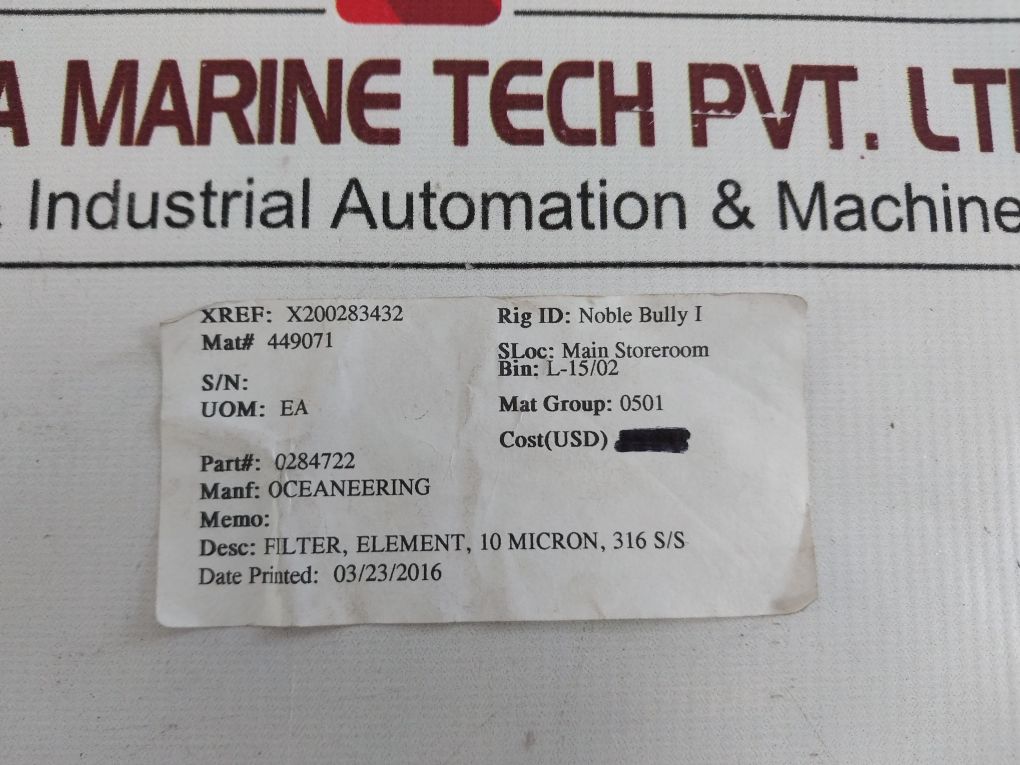 A MARINE TECH PVT. LT
Industrial Automation & Machine
XREF: X200283432
Mat# 449071
S/N:
UOM: EA
Part#: 0284722
Manf: OCEANEERING
Memo:
Desc: FILTER, ELEMENT, 10 MICRON, 316 S/S
Date Printed: 03/23/2016
Rig ID: Noble Bully I
SLoc: Main Storeroom
Bin: L-15/02
Mat Group: 0501
Cost(USD)